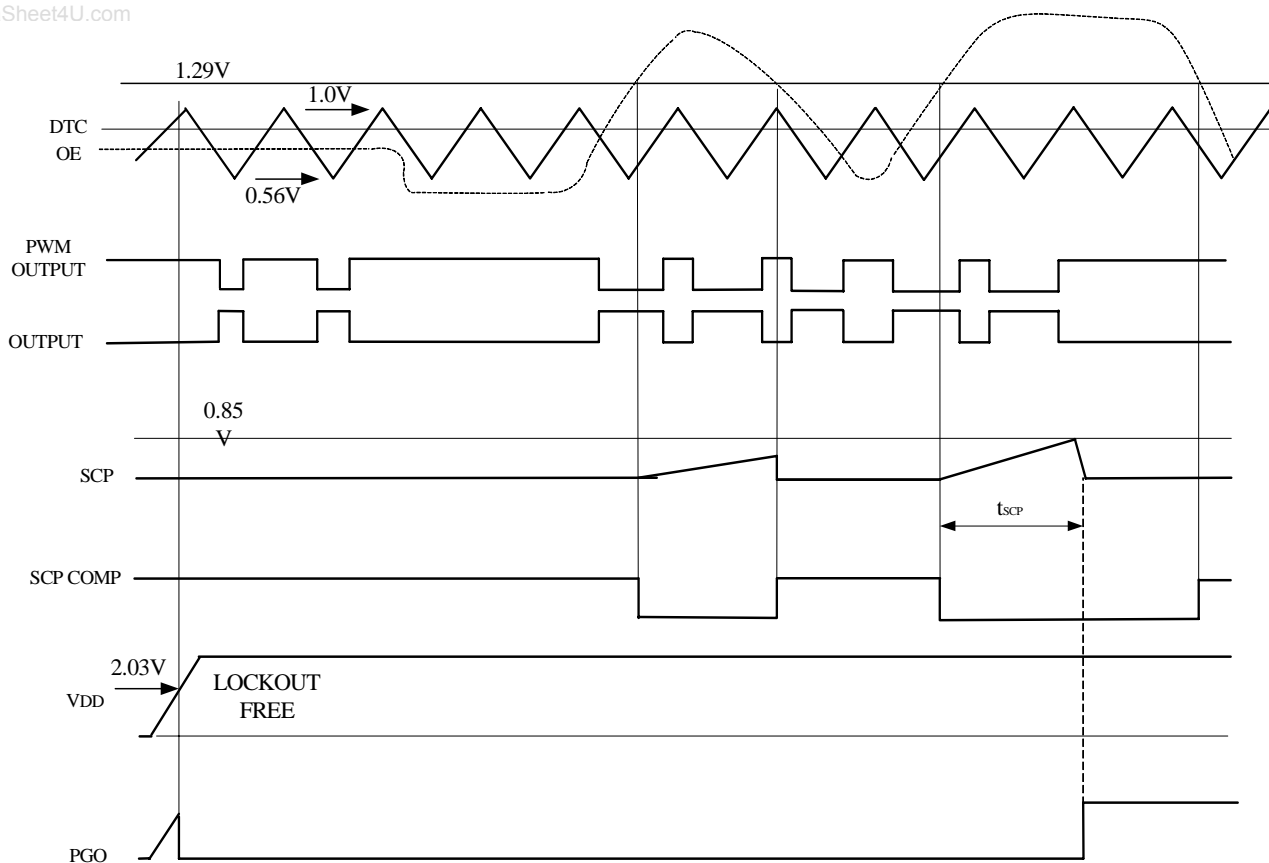 Sheet4U.com
1.29V
1.0V
DTC
OE
0.56V
PWM
OUTPUT
OUTPUT
0.85
V
SCP
tSCP
SCP COMP
2.03V
VDD
LOCKOUT
FREE
PGO